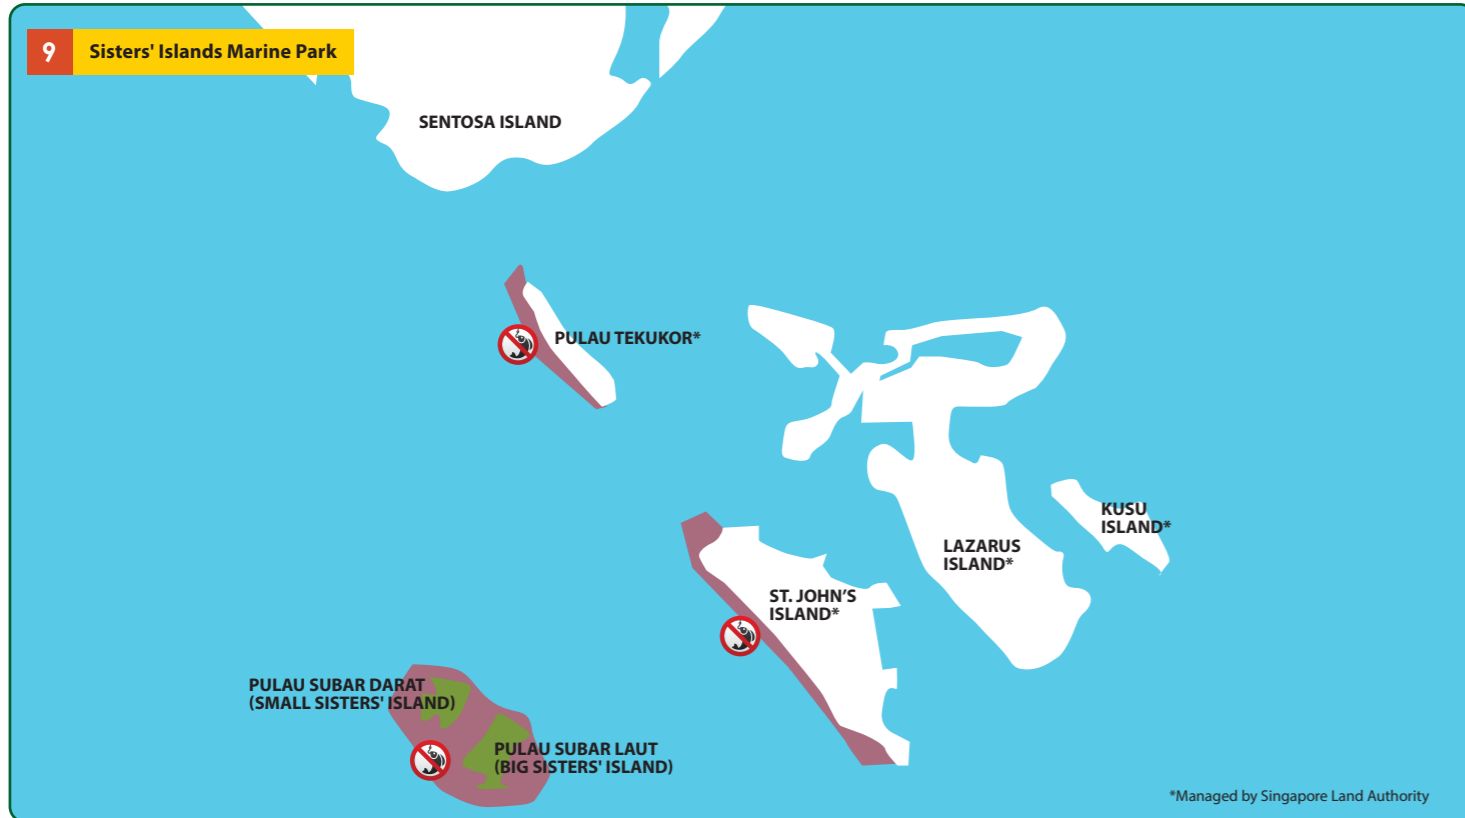 9
Sisters' Islands Marine Park
SENTOSA ISLAND
PULAU TEKUKOR*
KUSU
ISLAND*
LAZARUS
ISLAND*
ST. JOHN’S
ISLAND*
PULAU SUBAR DARAT
(SMALL SISTERS' ISLAND)
PULAU SUBAR LAUT
(BIG SISTERS' ISLAND)
*Managed by Singapore Land Authority